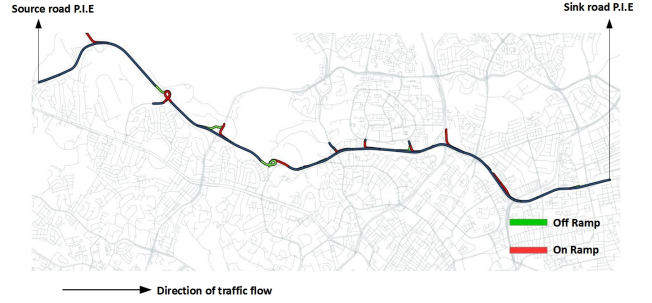 Source road P.I.E
Sink road P.I.E
Off Ramp
On Ramp
Direction of traffic flow